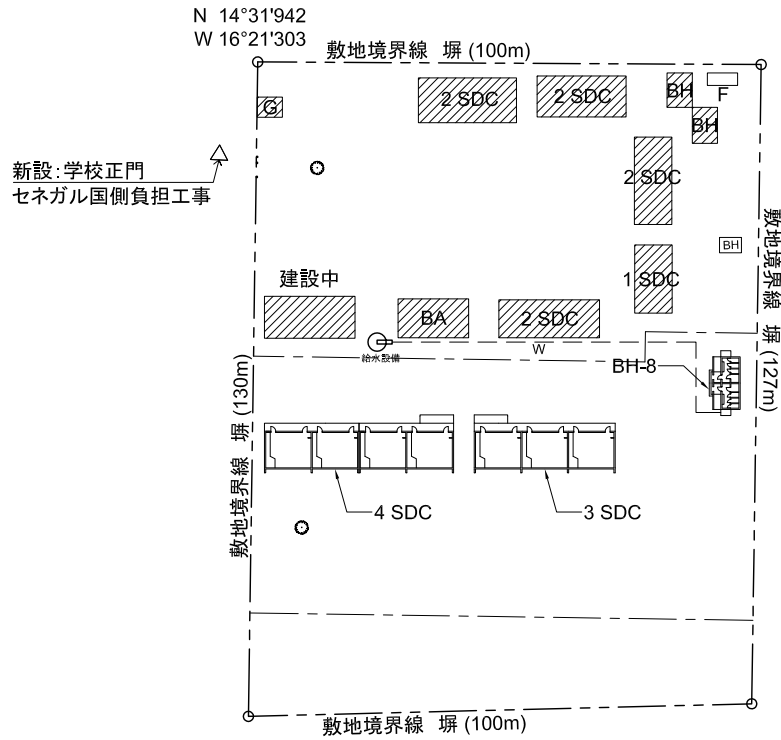 N 14°31'942
W 16°21'303
敷地境界線 塀 (100m)
G
2 SDC
2 SDC
BH
F
BH
新設:学校正門
セネガル国側負担工事
2 SDC
BH
敷地境界線 塀 (127m)
建設中
1 SDC
BA
2 SDC
給水設備
W
BH-8
敷地境界線 塀 (130m)
4 SDC
3 SDC
敷地境界線 塀 (100m)